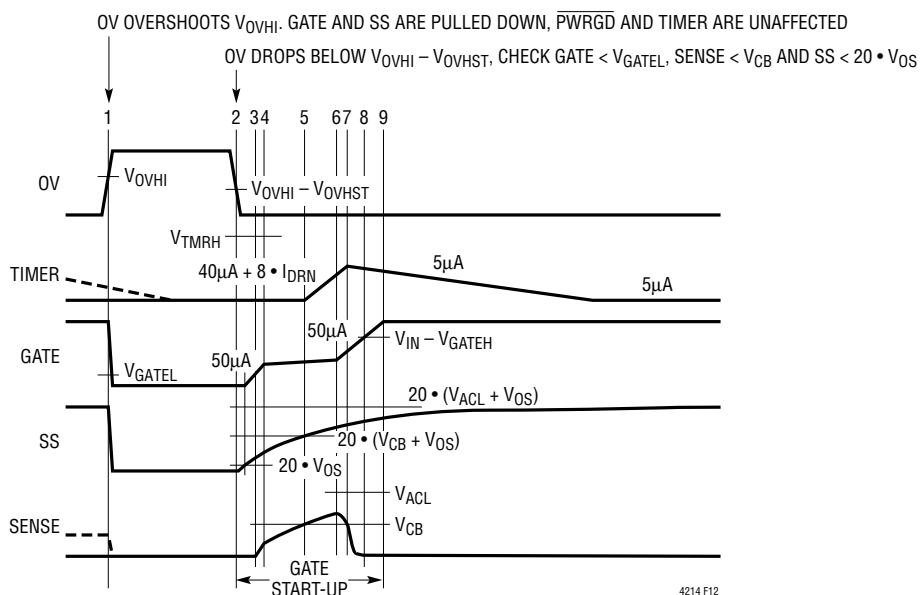 OV OVERSHOOTS VOVHI. GATE AND SS ARE PULLED DOWN, PWRGD AND TIMER ARE UNAFFECTED
OV DROPS BELOW VOVHI – VOVHST, CHECK GATE < VGATEL, SENSE < VCB AND SS < 20 • VOS
1 2 3 4 5 6 7 8 9
OV
VOVHI
VOVHI – VOVHST
VTMRH
TIMER
40µA + 8 • IDRN
5µA
5µA
GATE
VGATEL
50µA
50µA
VIN – VGATEH
SS
20 • (VACL + VOS)
20 • (VCB + VOS)
20 • VOS
SENSE
VACL
VCB
GATE
START-UP
4214 F12